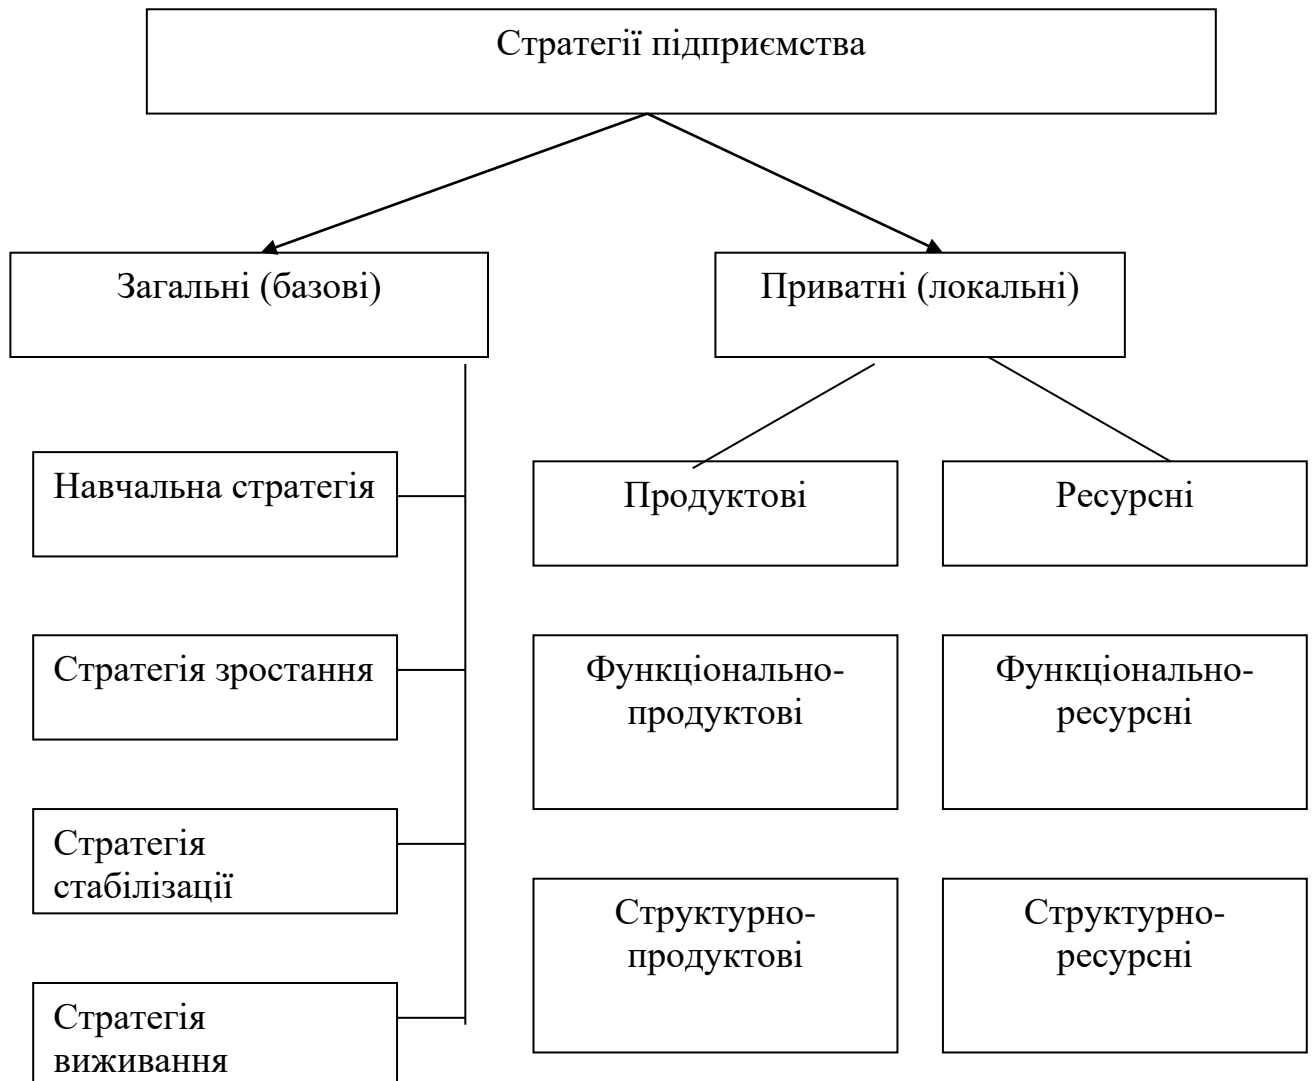 Стратегії підприємства
Загальні (базові)
Приватні (локальні)
Навчальна стратегія
Продуктові
Ресурсні
Стратегія зростання
Функціонально-
продуктові
Функціонально-
ресурсні
Стратегія
стабілізації
Структурно-
продуктові
Структурно-
ресурсні
Стратегія
виживання